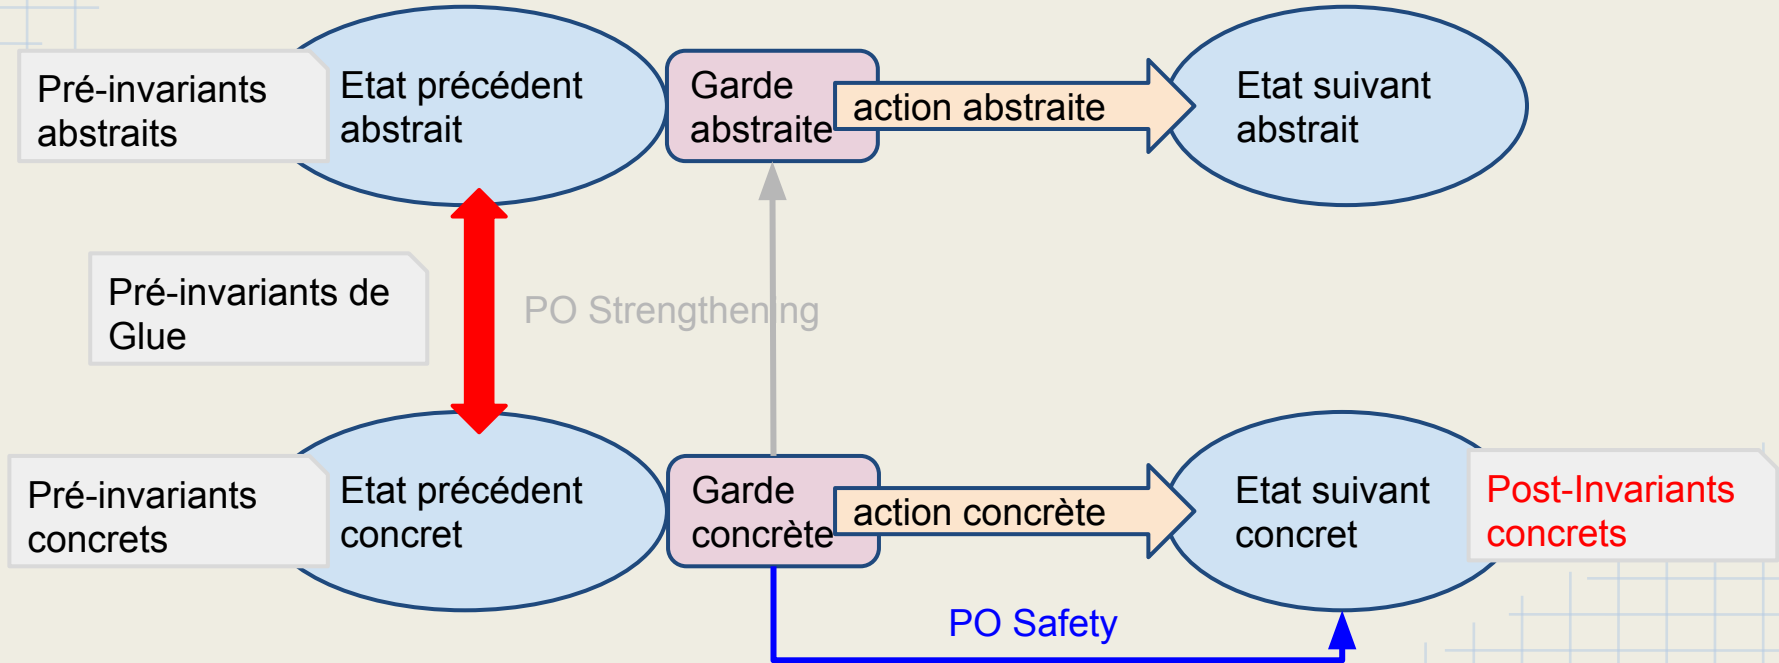 Pré-invariants
abstraits
Etat précédent
abstrait
Garde
abstraite
action abstraite
Etat suivant
abstrait
Pré-invariants de
Glue
PO Strengthening
Pré-invariants
concrets
Etat précédent
concret
Garde
concrète
action concrète
Etat suivant
concret
Post-Invariants
concrets
PO Safety